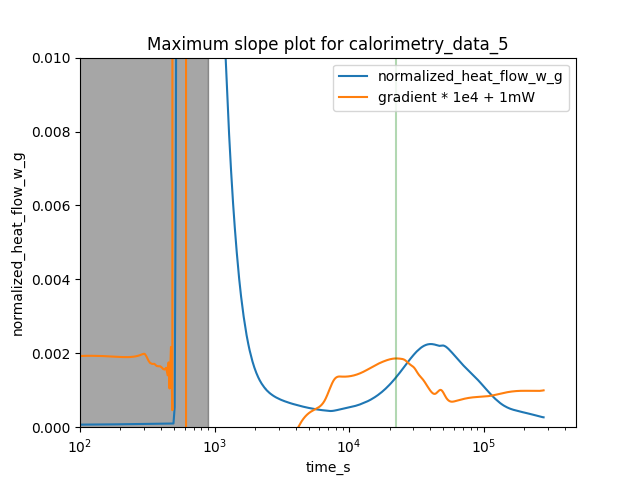 Maximum slope plot for calorimetry_data_5
normalized_heat_flow_w_g
gradient * 1e4 + 1mW
0.010
0.008
0.006
0.004
0.002
0.000
normalized_heat_flow_w_g
10²
10³
10⁴
10⁵
time_s